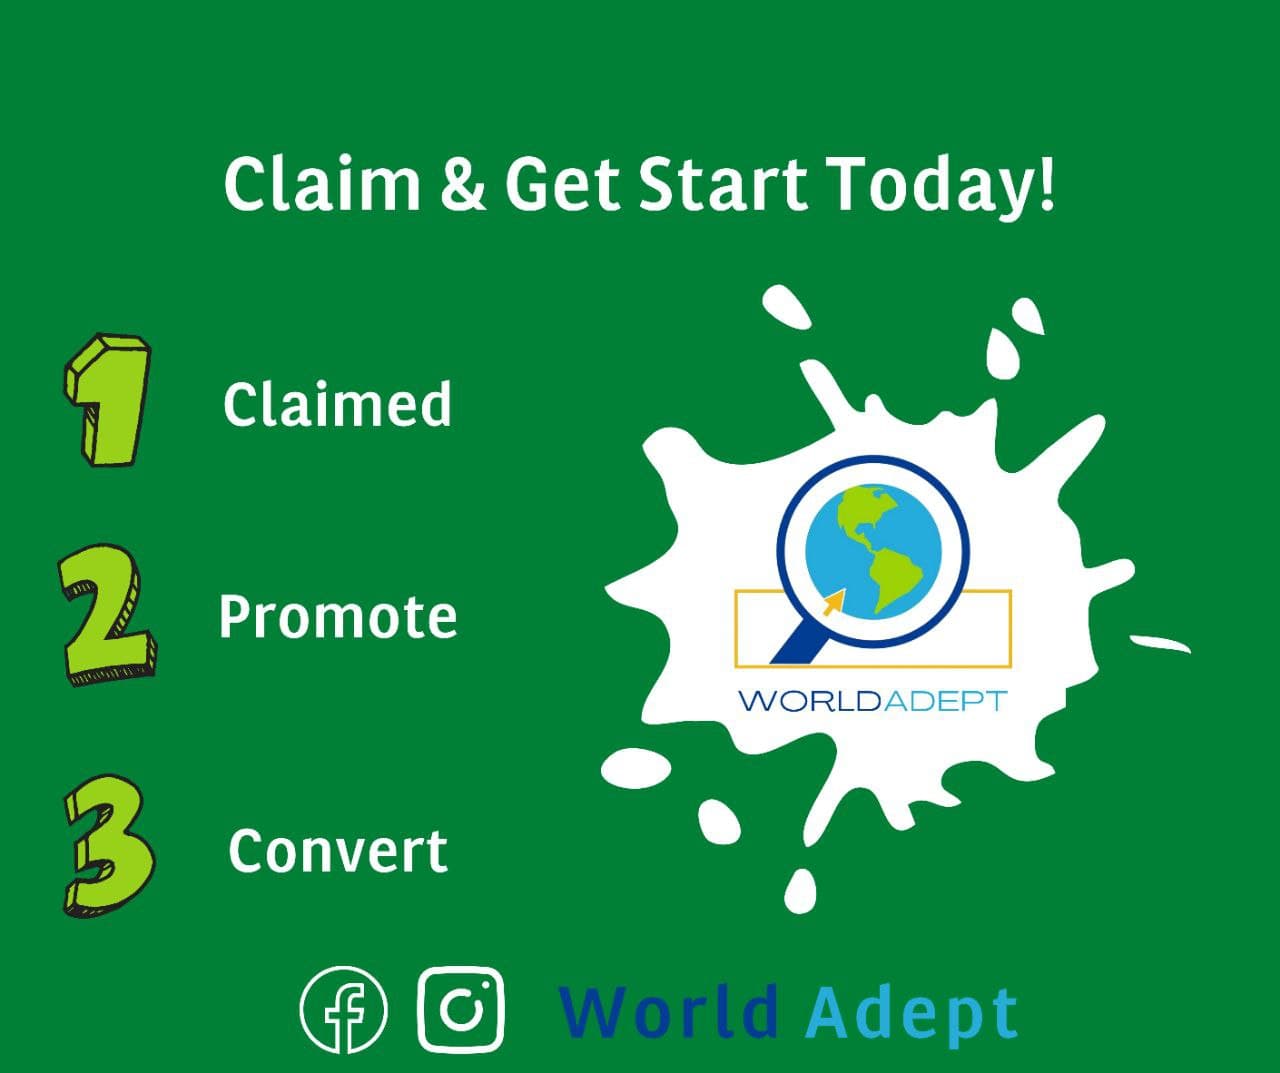 Claim & Get Start Today!
1 Claimed
2 Promote
WORLDADEPT
3 Convert
World Adept